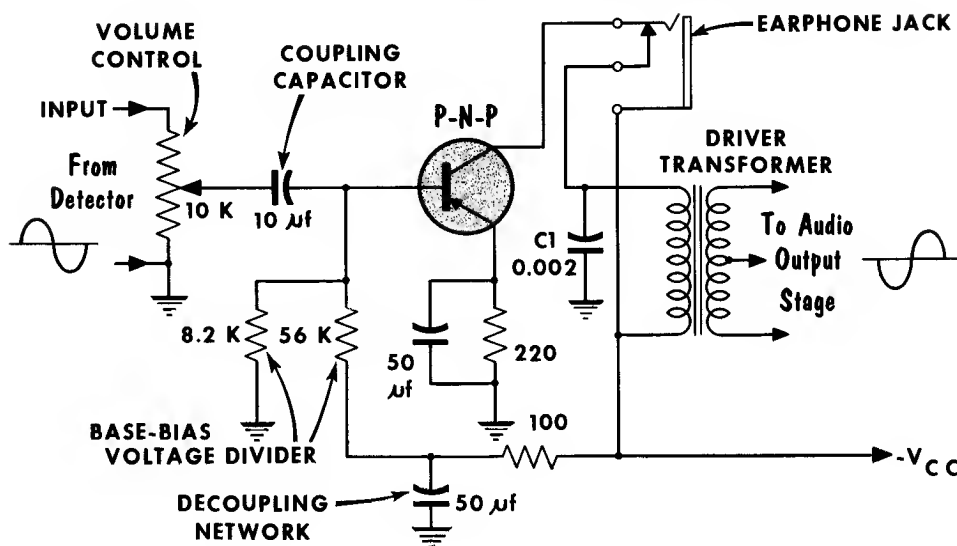 VOLUME
CONTROL
INPUT
From
Detector
10 K
COUPLING
CAPACITOR
10 µf
P-N-P
EARPHONE JACK
DRIVER
TRANSFORMER
C1
0.002
To Audio
Output
Stage
8.2 K
56 K
50
µf
220
BASE-BIAS
VOLTAGE DIVIDER
100
-VCC
DECOUPLING
NETWORK
50 µf